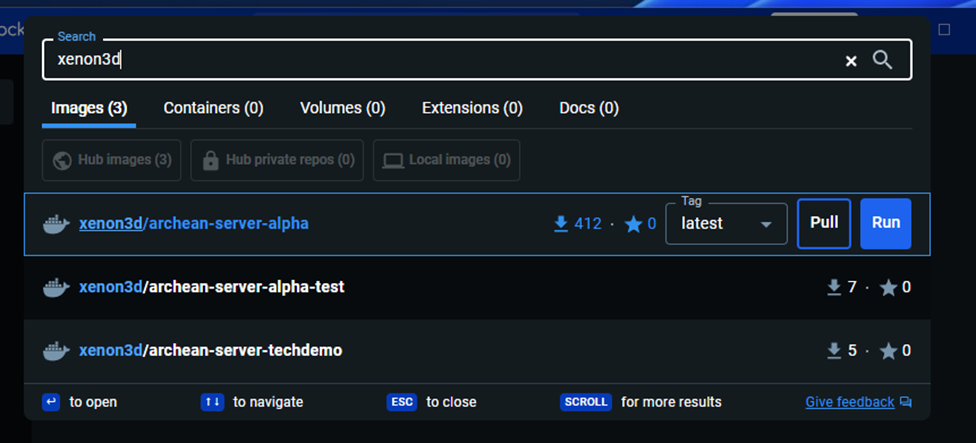 Search
xenon3d
Images (3) Containers (0) Volumes (0) Extensions (0) Docs (0)
Hub images (3) Hub private repos (0) Local images (0)
xenon3d/archean-server-alpha 412 · 0 Tag latest Pull Run
xenon3d/archean-server-alpha-test 7 · 0
xenon3d/archean-server-techdemo 5 · 0
↵ to open ↑↓ to navigate ESC to close SCROLL for more results Give feedback